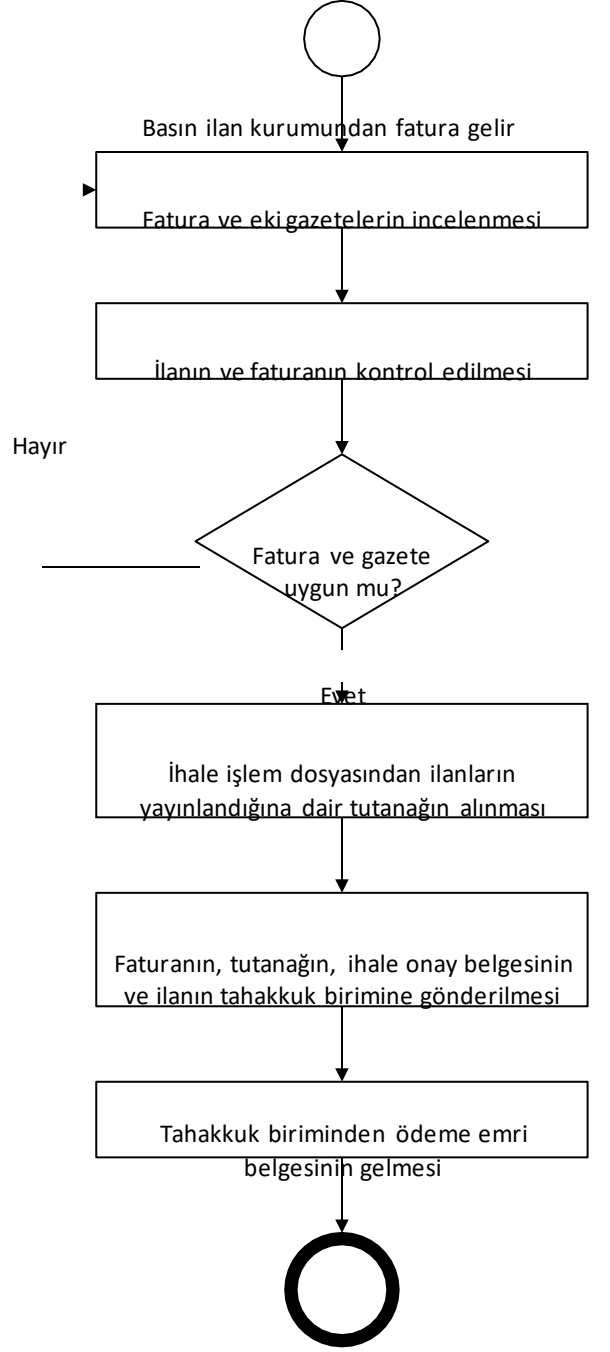 Basın ilan kurumundan fatura gelir
Fatura ve eki gazetelerin incelenmesi
İlanın ve faturanın kontrol edilmesi
Hayır
Fatura ve gazete
uygun mu?
Evet
İhale işlem dosyasından ilanların
yayınlandığına dair tutanağın alınması
Faturanın, tutanağın, ihale onay belgesinin
ve ilanın tahakkuk birimine gönderilmesi
Tahakkuk biriminden ödeme emri
belgesinin gelmesi